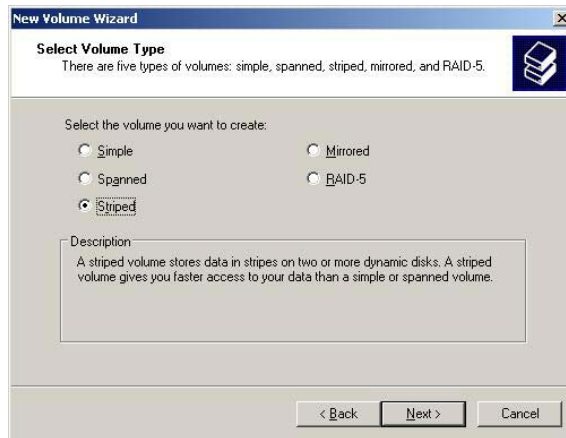 New Volume Wizard
Select Volume Type
There are five types of volumes: simple, spanned, striped, mirrored, and RAID-5.
Select the volume you want to create:
Simple
Mirrored
Spanned
RAID-5
Striped
Description
A striped volume stores data in stripes on two or more dynamic disks. A striped
volume gives you faster access to your data than a simple or spanned volume.
< Back
Next >
Cancel